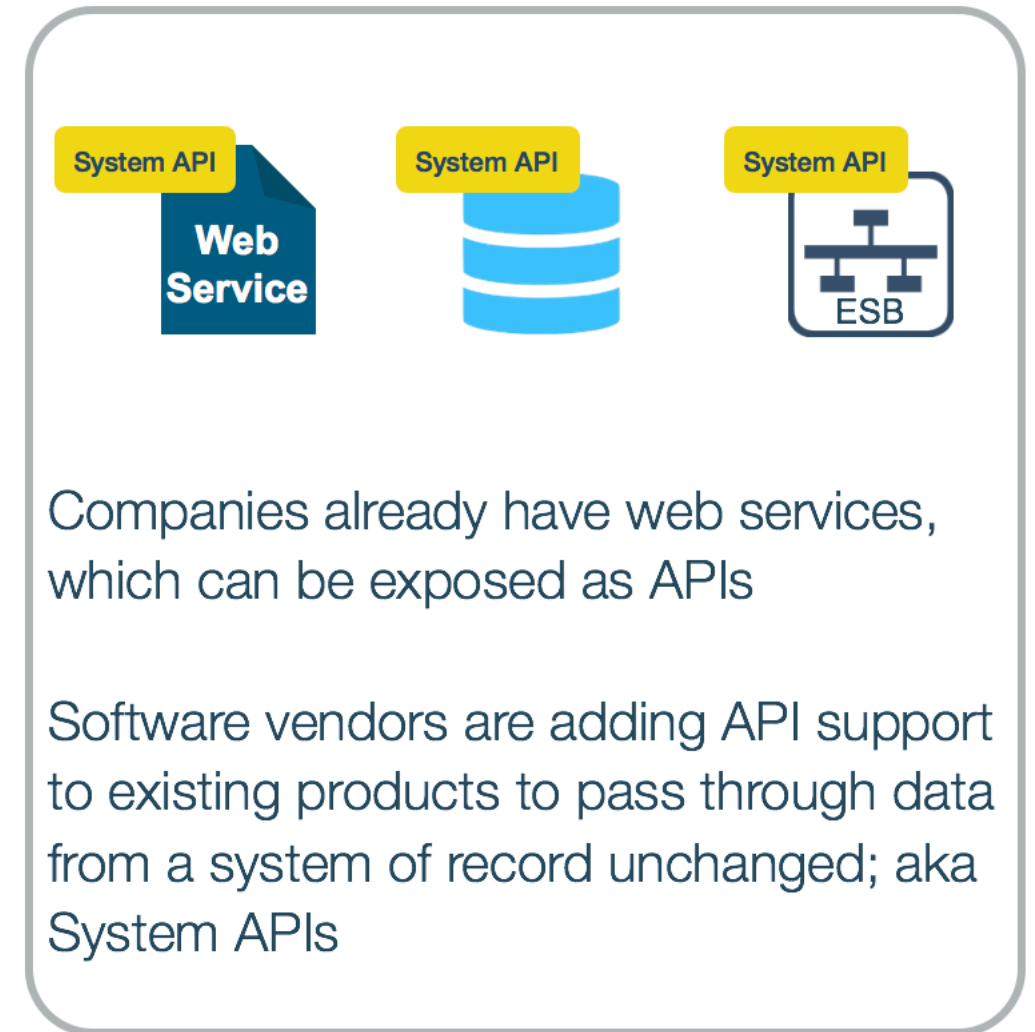 System API
System API
System API
Web
Service
ESB
Companies already have web services,
which can be exposed as APIs
Software vendors are adding API support
to existing products to pass through data
from a system of record unchanged; aka
System APIs